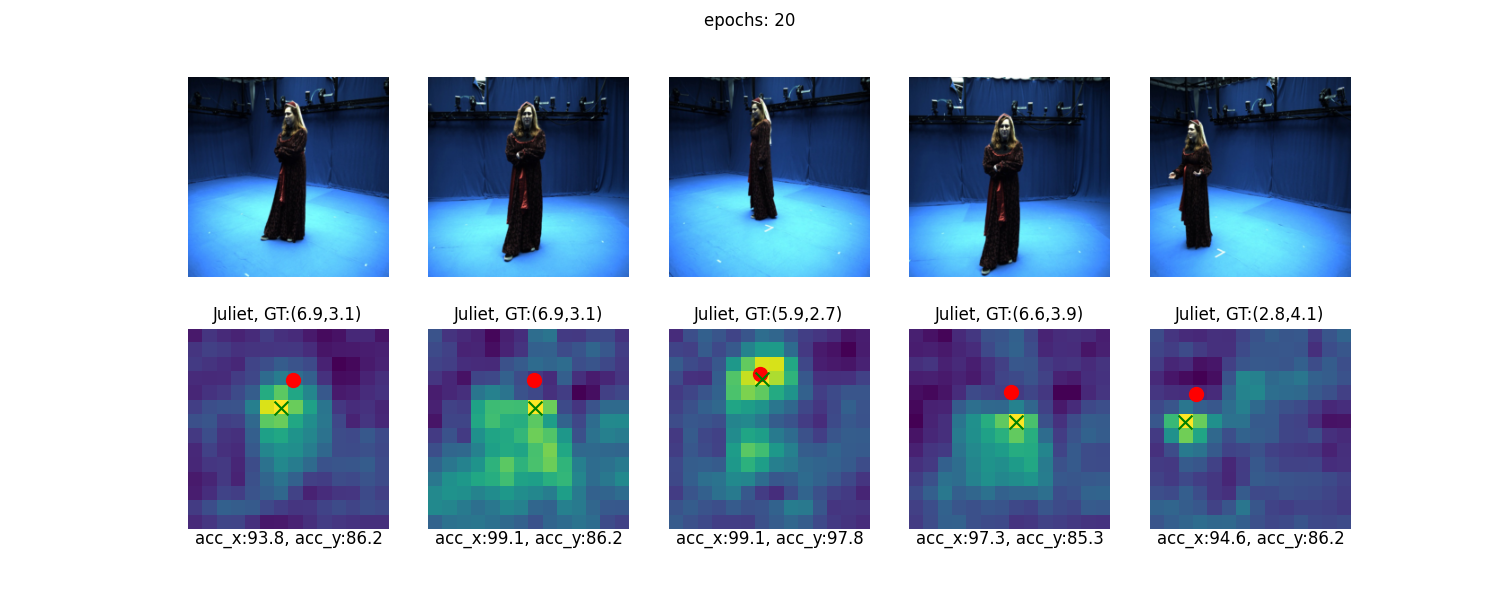 epochs: 20
Juliet, GT:(6.9,3.1)
Juliet, GT:(6.9,3.1)
Juliet, GT:(5.9,2.7)
Juliet, GT:(6.6,3.9)
Juliet, GT:(2.8,4.1)
acc_x:93.8, acc_y:86.2
acc_x:99.1, acc_y:86.2
acc_x:99.1, acc_y:97.8
acc_x:97.3, acc_y:85.3
acc_x:94.6, acc_y:86.2